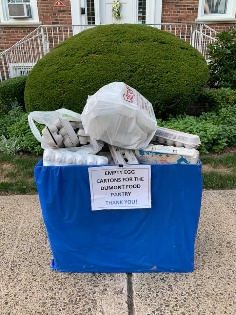 EMPTY EGG
CARTONS FOR THE
DUMONT FOOD
PANTRY
THANK YOU!